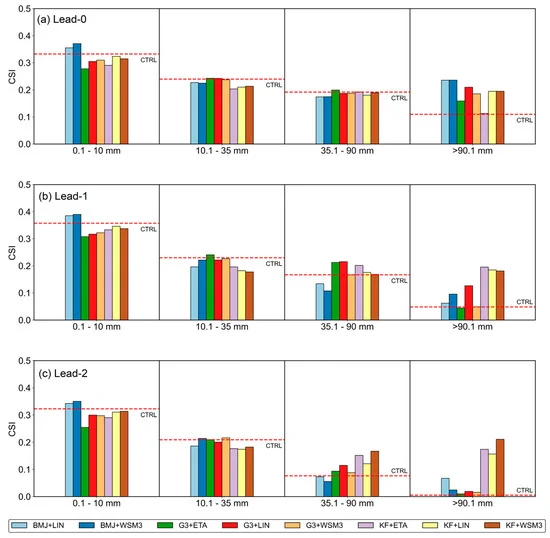 (a) Lead-0
CSI
0.5
0.4
0.3
0.2
0.1
0.0
CTRL
CTRL
CTRL
CTRL
0.1 - 10 mm
10.1 - 35 mm
35.1 - 90 mm
>90.1 mm
(b) Lead-1
CSI
0.5
0.4
0.3
0.2
0.1
0.0
CTRL
CTRL
CTRL
CTRL
0.1 - 10 mm
10.1 - 35 mm
35.1 - 90 mm
>90.1 mm
(c) Lead-2
CSI
0.5
0.4
0.3
0.2
0.1
0.0
CTRL
CTRL
CTRL
CTRL
0.1 - 10 mm
10.1 - 35 mm
35.1 - 90 mm
>90.1 mm
BMJ+LIN BMJ+WSM3 G3+ETA G3+LIN G3+WSM3 KF+ETA KF+LIN KF+WSM3